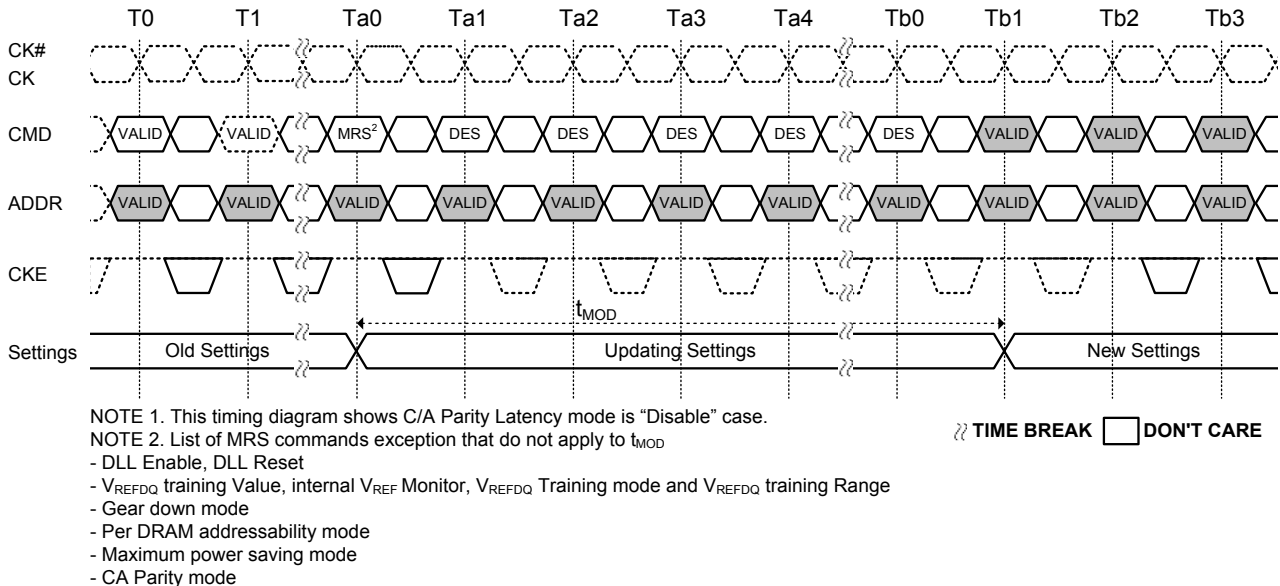 T0 T1 Ta0 Ta1 Ta2 Ta3 Ta4 Tb0 Tb1 Tb2 Tb3
CK#
CK
CMD VALID VALID MRS2 DES DES DES DES DES VALID VALID VALID
ADDR VALID VALID VALID VALID VALID VALID VALID VALID VALID VALID VALID
CKE
tMOD
Settings Old Settings Updating Settings New Settings
NOTE 1. This timing diagram shows C/A Parity Latency mode is “Disable” case.
NOTE 2. List of MRS commands exception that do not apply to tMOD
- DLL Enable, DLL Reset
- VREFDQ training Value, internal VREF Monitor, VREFDQ Training mode and VREFDQ training Range
- Gear down mode
- Per DRAM addressability mode
- Maximum power saving mode
- CA Parity mode
TIME BREAK DON'T CARE